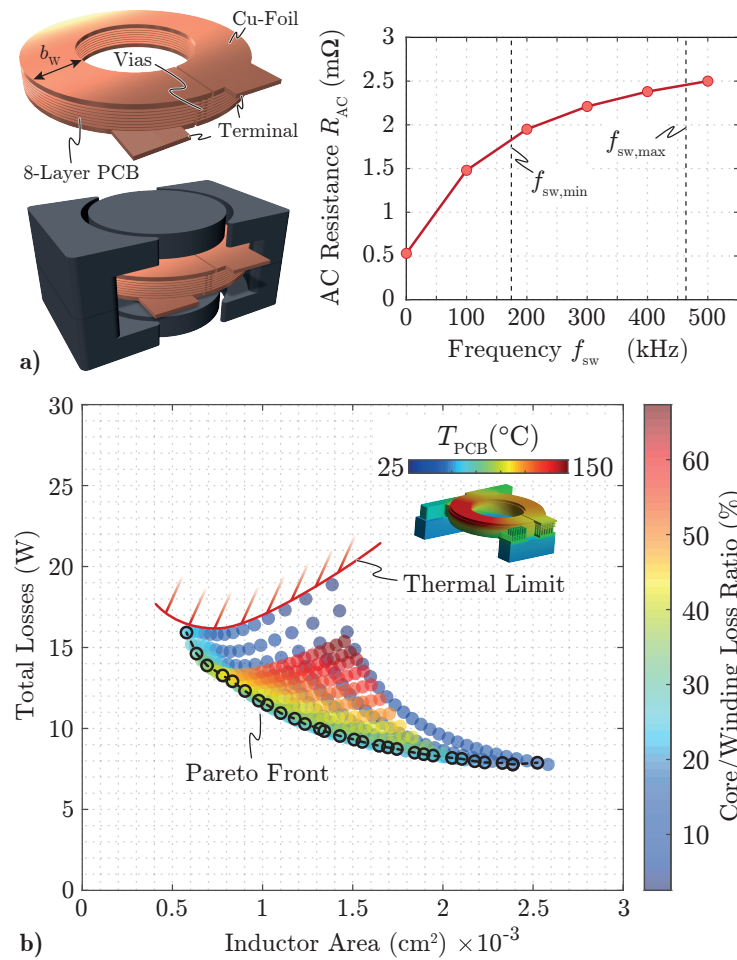 Cu-Foil
b_W
Vias
Terminal
8-Layer PCB
a)
AC Resistance R_AC (mΩ)
3
2.5
2
1.5
1
0.5
0
f_sw,max
f_sw,min
0 100 200 300 400 500
Frequency f_sw (kHz)
Total Losses (W)
30
25
20
15
10
5
0
T_PCB(°C)
25 150
Thermal Limit
Pareto Front
0 0.5 1 1.5 2 2.5 3
Inductor Area (cm²) ×10⁻³
60
50
40
30
20
10
Core/Winding Loss Ratio (%)
b)